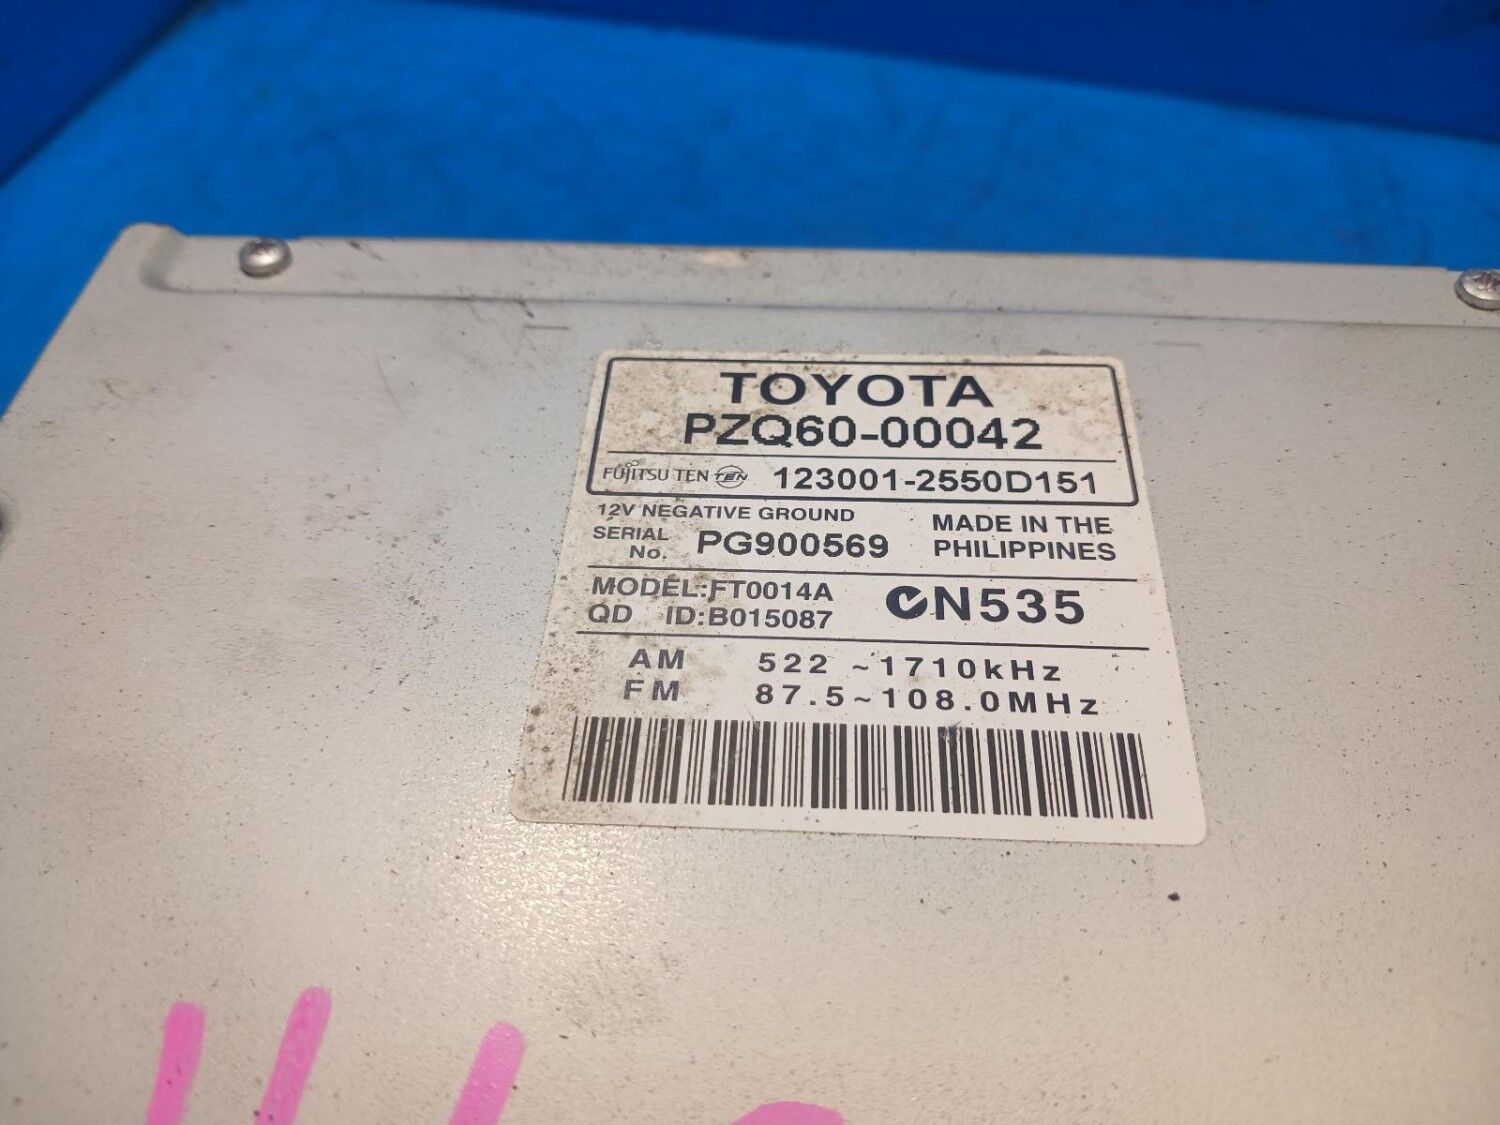 TOYOTA
PZQ60-00042
FUJITSU TEN TEN 123001-2550D151
12V NEGATIVE GROUND
SERIAL No. PG900569
MADE IN THE PHILIPPINES
MODEL:FT0014A
QD ID:B015087
N535
AM 522 ~1710kHz
FM 87.5~108.0MHz